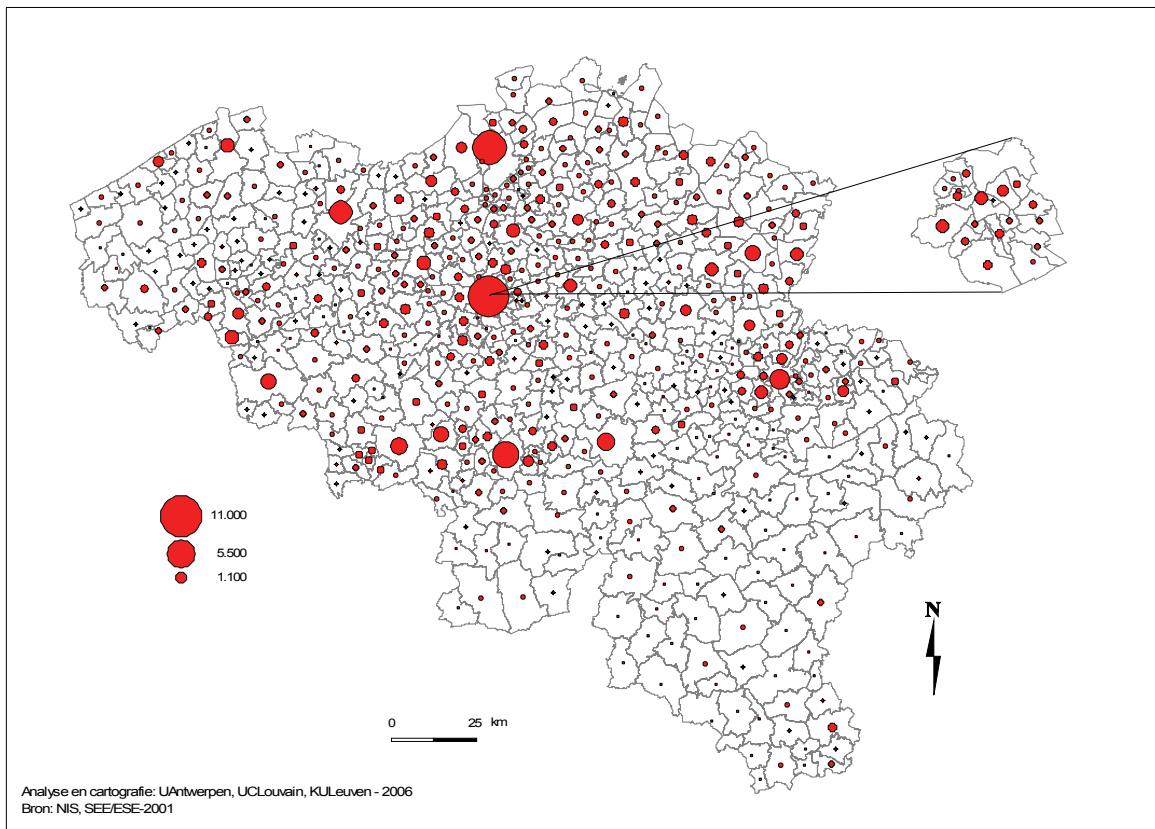 11.000
5.500
1.100
N
0 25 km
Analyse en cartografie: UAntwerpen, UCLouvain, KULeuven - 2006
Bron: NIS, SEE/ESE-2001